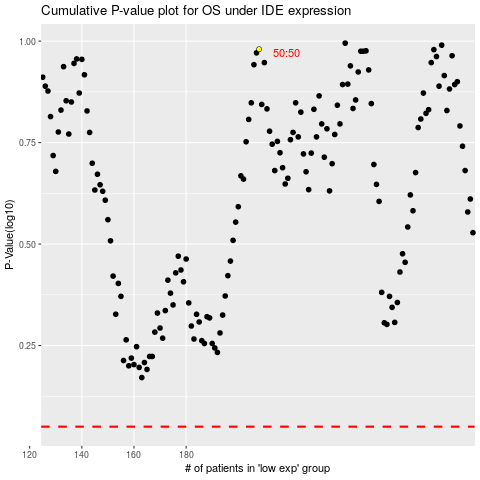 Cumulative P-value plot for OS under IDE expression
1.00
50:50
0.75
P-Value(log10)
0.50
0.25
120 140 160 180
# of patients in 'low exp' group